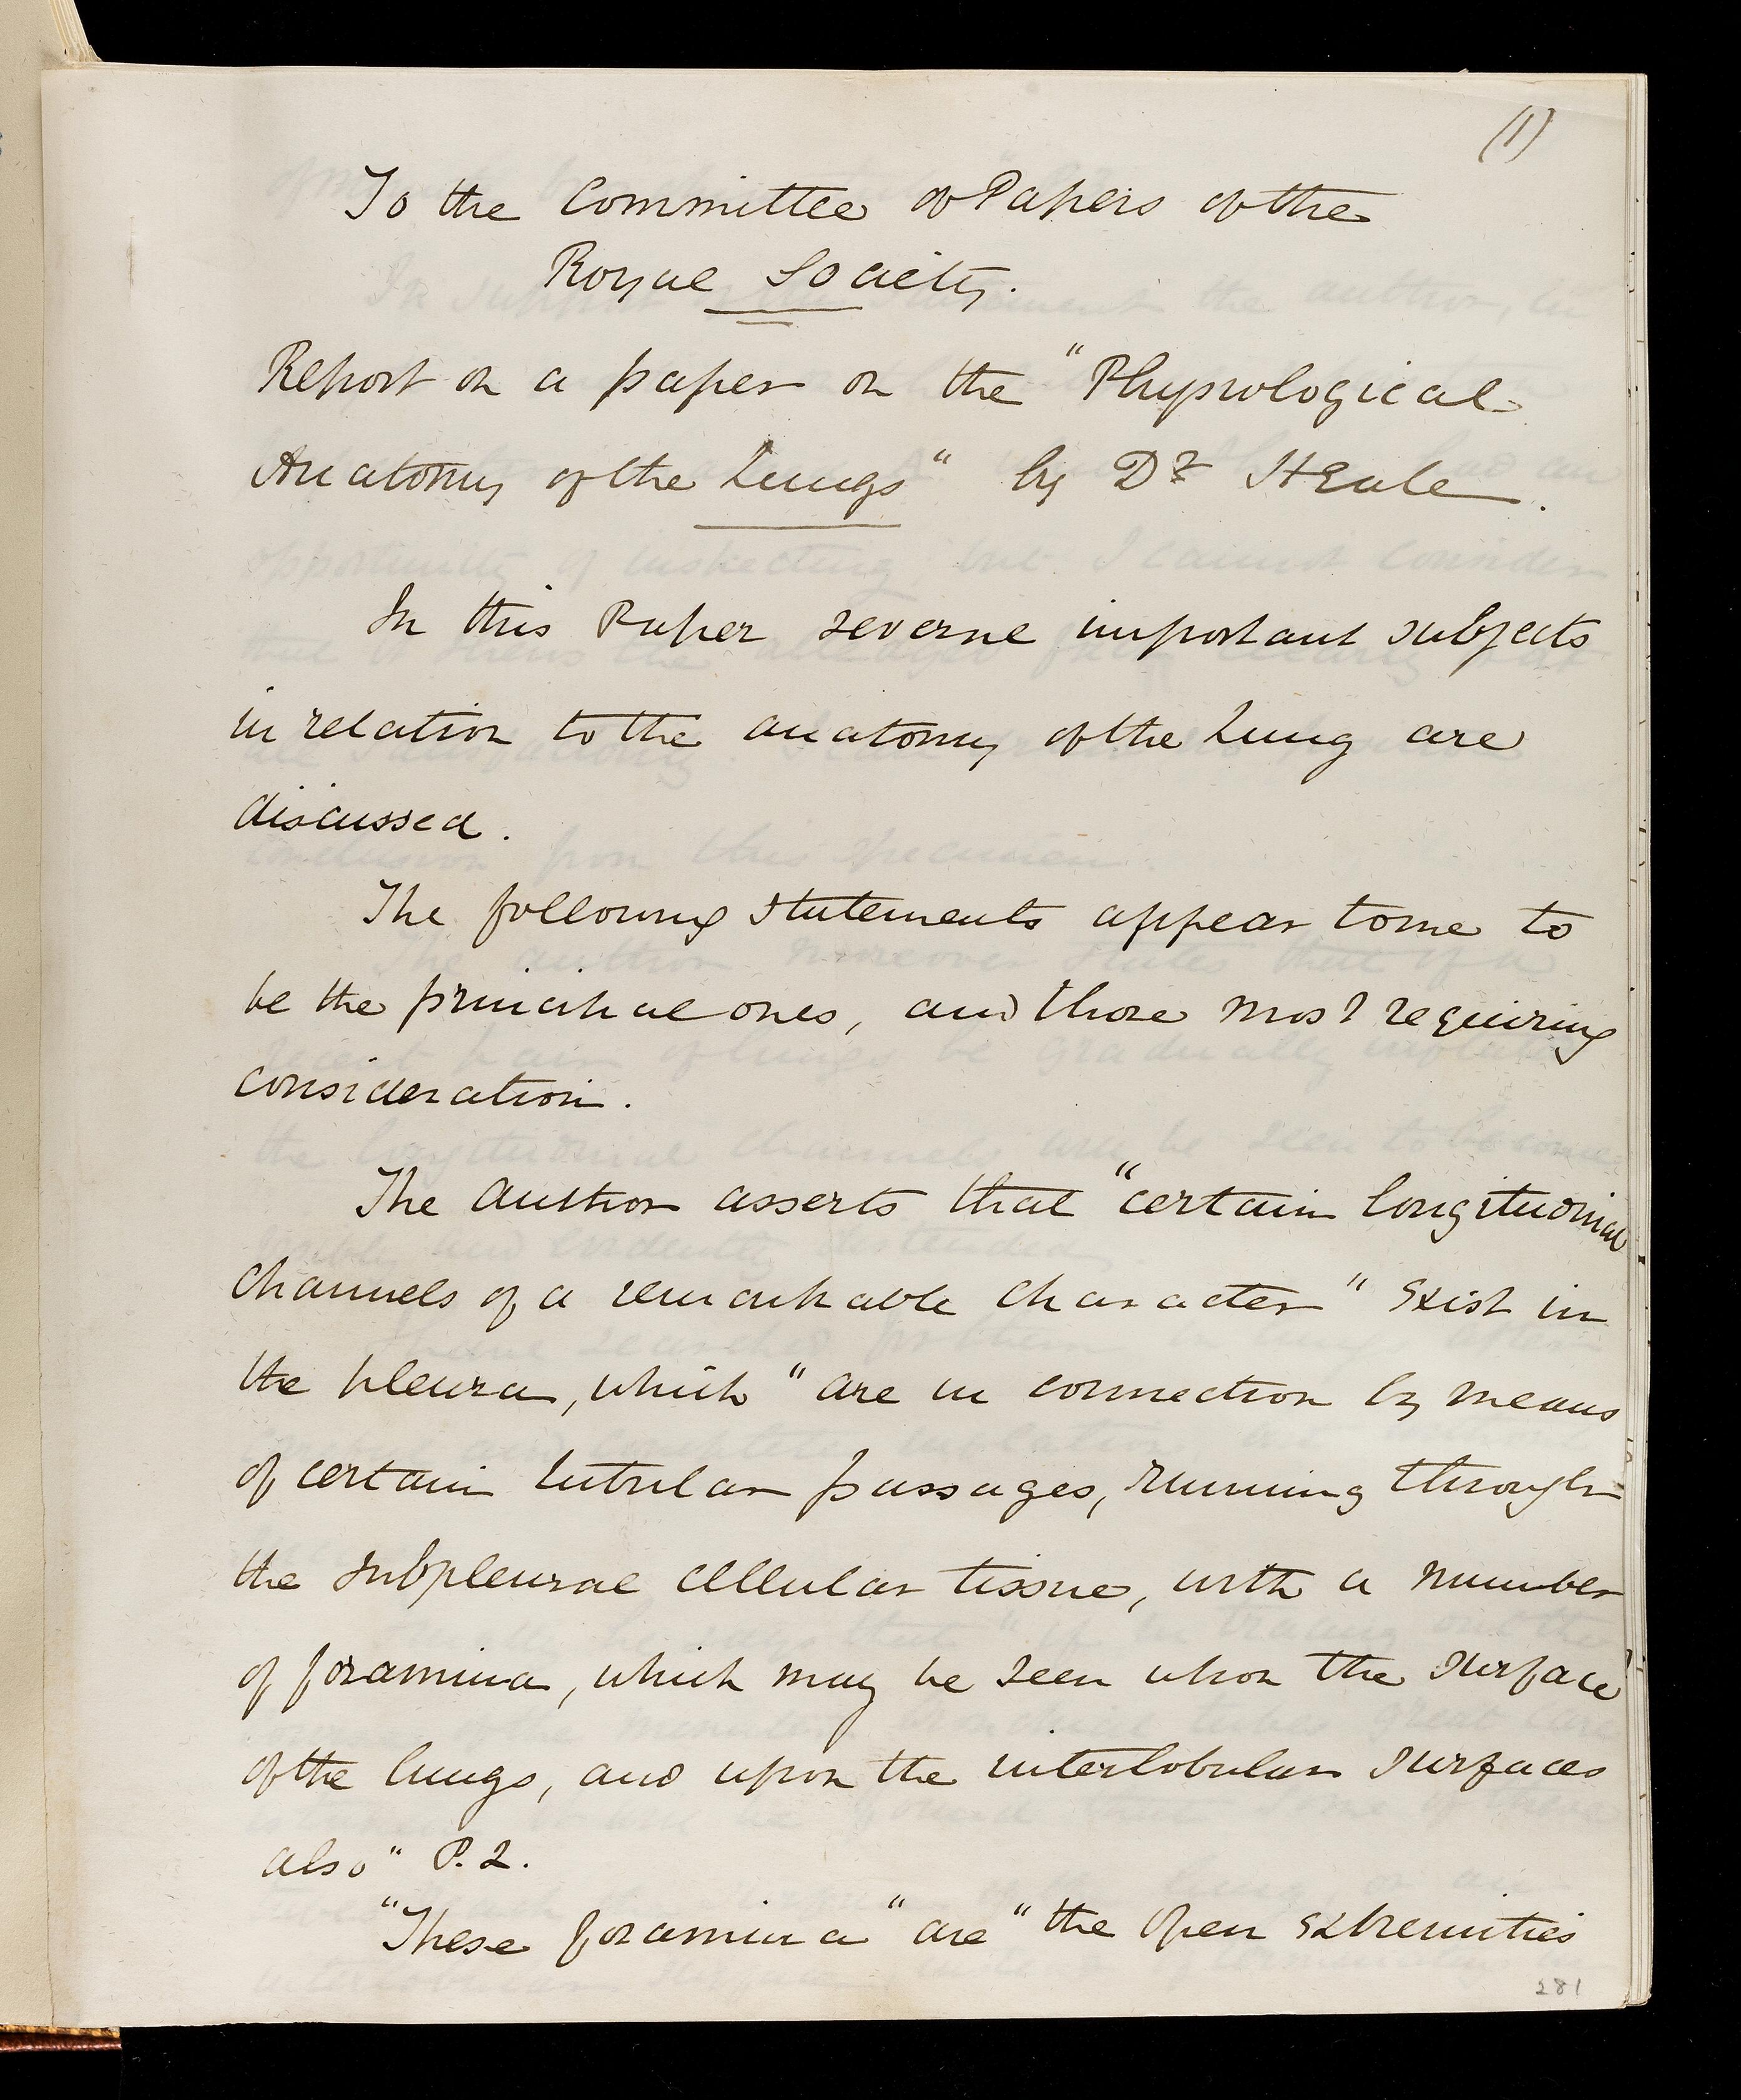 (1)
To the Committee of Papers of the
Royal Society.
Report on a paper on the "Physiological
Anatomy of the Lungs" by Dr Heale.
In this Paper several important subjects
in relation to the anatomy of the Lung are
discussed.
The following statements appear to me to
be the principal ones, and those most requiring
consideration.
The author asserts that "certain longitudinal
channels of a remarkable character" exist in
the pleura, which "are in connection by means
of certain tubular passages, running through
the subpleural cellular tissue, with a number
of foramina, which may be seen upon the surface
of the lungs, and upon the interlobular surfaces
also" P. 2.
"These foramina" are "the open extremities
281